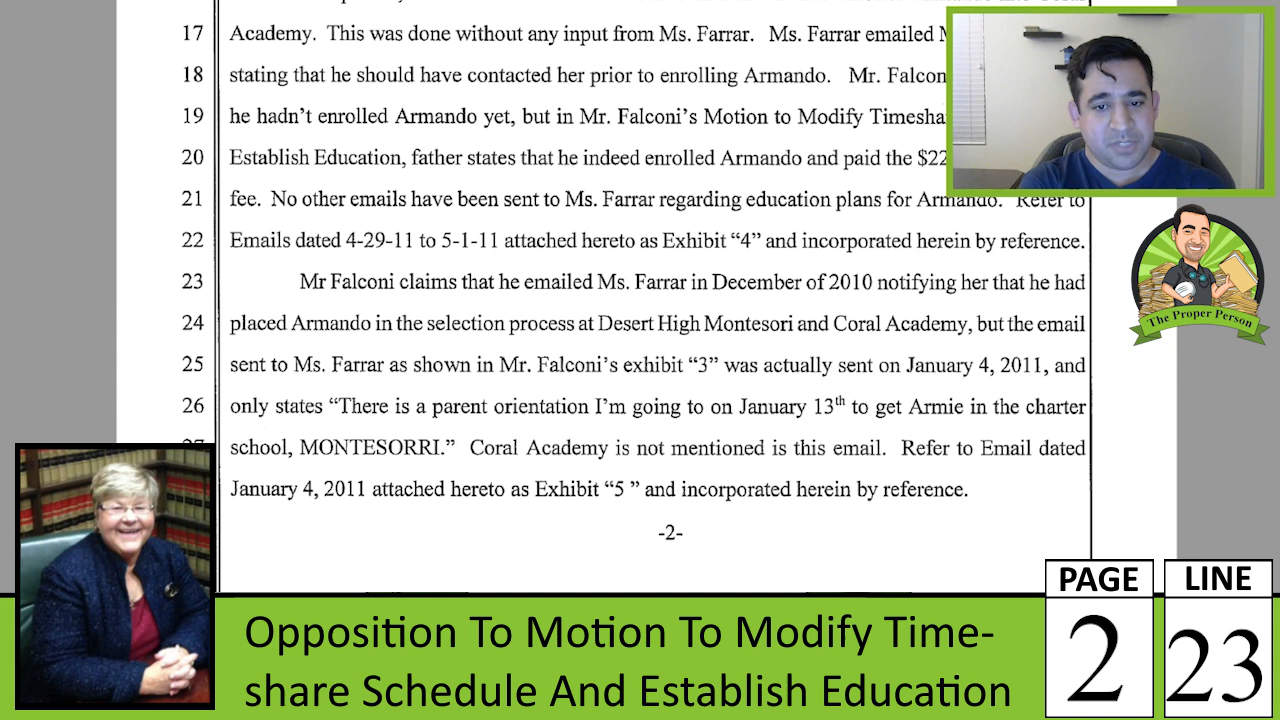 17 Academy. This was done without any input from Ms. Farrar. Ms. Farrar emailed
18 stating that he should have contacted her prior to enrolling Armando. Mr. Falcon
19 he hadn't enrolled Armando yet, but in Mr. Falconi's Motion to Modify Timesha
20 Establish Education, father states that he indeed enrolled Armando and paid the $22
21 fee. No other emails have been sent to Ms. Farrar regarding education plans for Armando. Refer to
22 Emails dated 4-29-11 to 5-1-11 attached hereto as Exhibit “4” and incorporated herein by reference.
23 Mr Falconi claims that he emailed Ms. Farrar in December of 2010 notifying her that he had
24 placed Armando in the selection process at Desert High Montesori and Coral Academy, but the email
25 sent to Ms. Farrar as shown in Mr. Falconi's exhibit “3” was actually sent on January 4, 2011, and
26 only states “There is a parent orientation I'm going to on January 13th to get Armie in the charter
school, MONTESORRI.” Coral Academy is not mentioned is this email. Refer to Email dated
January 4, 2011 attached hereto as Exhibit “5 ” and incorporated herein by reference.
-2-
The Proper Person
Opposition To Motion To Modify Time-
share Schedule And Establish Education
PAGE
2
LINE
23